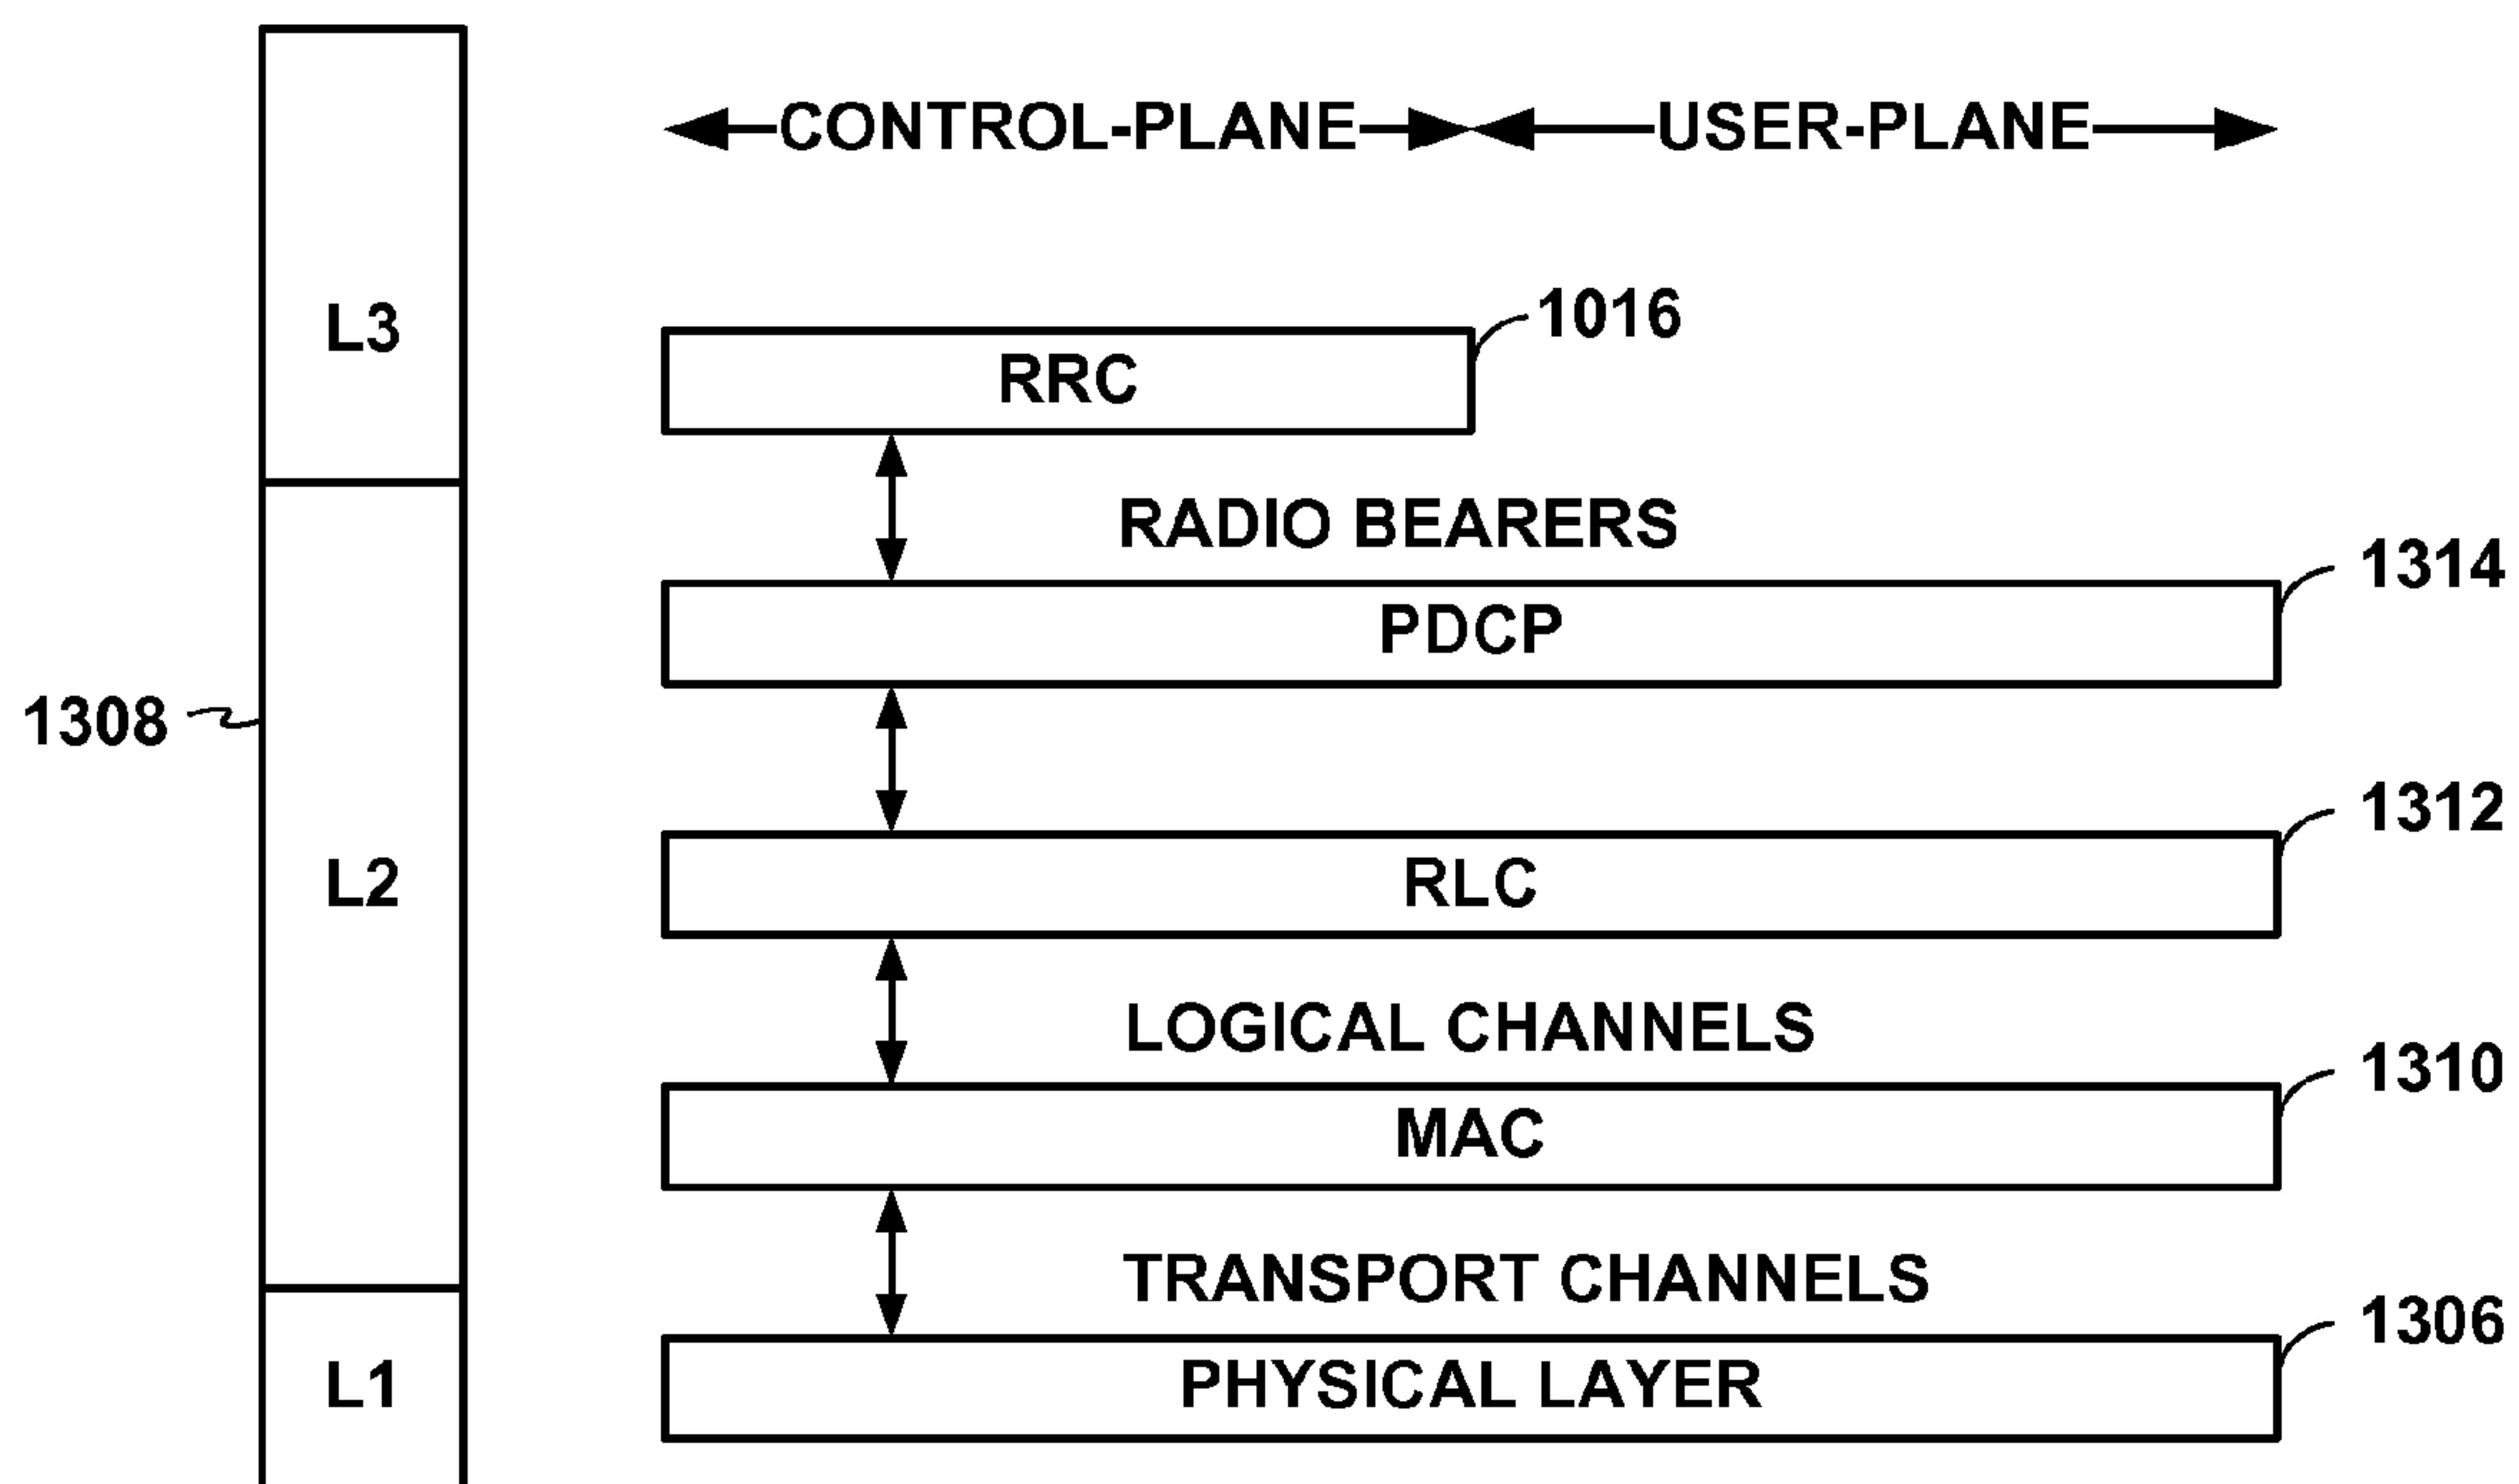 CONTROL-PLANE USER-PLANE
L3
1016
RRC
RADIO BEARERS
1314
PDCP
1308
1312
L2
RLC
LOGICAL CHANNELS
1310
MAC
TRANSPORT CHANNELS
1306
L1
PHYSICAL LAYER